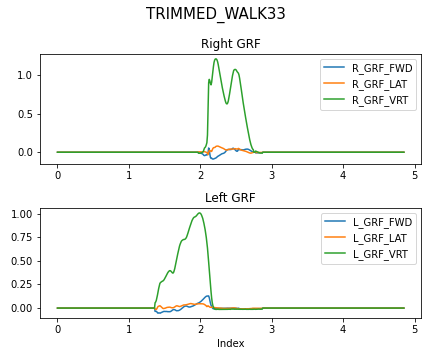 TRIMMED_WALK33
Right GRF
R_GRF_FWD
R_GRF_LAT
R_GRF_VRT
1.0
0.5
0.0
0 1 2 3 4 5
Left GRF
L_GRF_FWD
L_GRF_LAT
L_GRF_VRT
1.00
0.75
0.50
0.25
0.00
0 1 2 3 4 5
Index